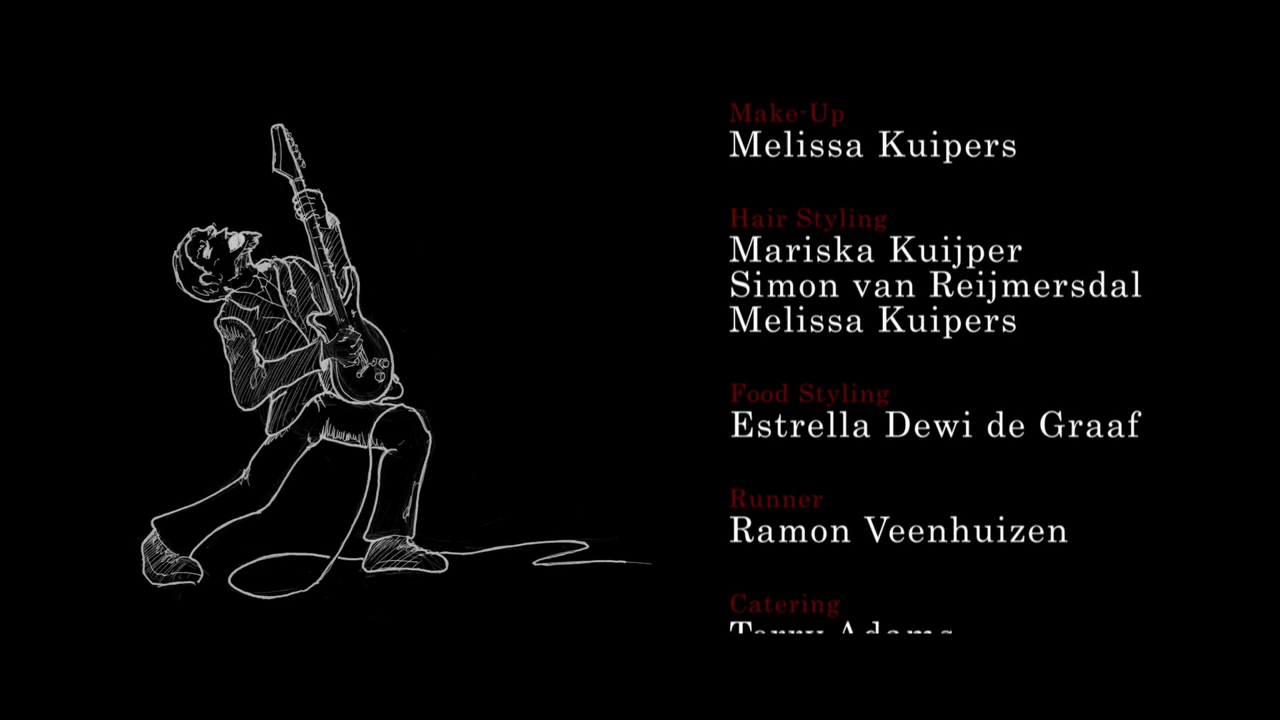 Make-Up
Melissa Kuipers
Hair Styling
Mariska Kuijper
Simon van Reijmersdal
Melissa Kuipers
Food Styling
Estrella Dewi de Graaf
Runner
Ramon Veenhuizen
Catering
Adams